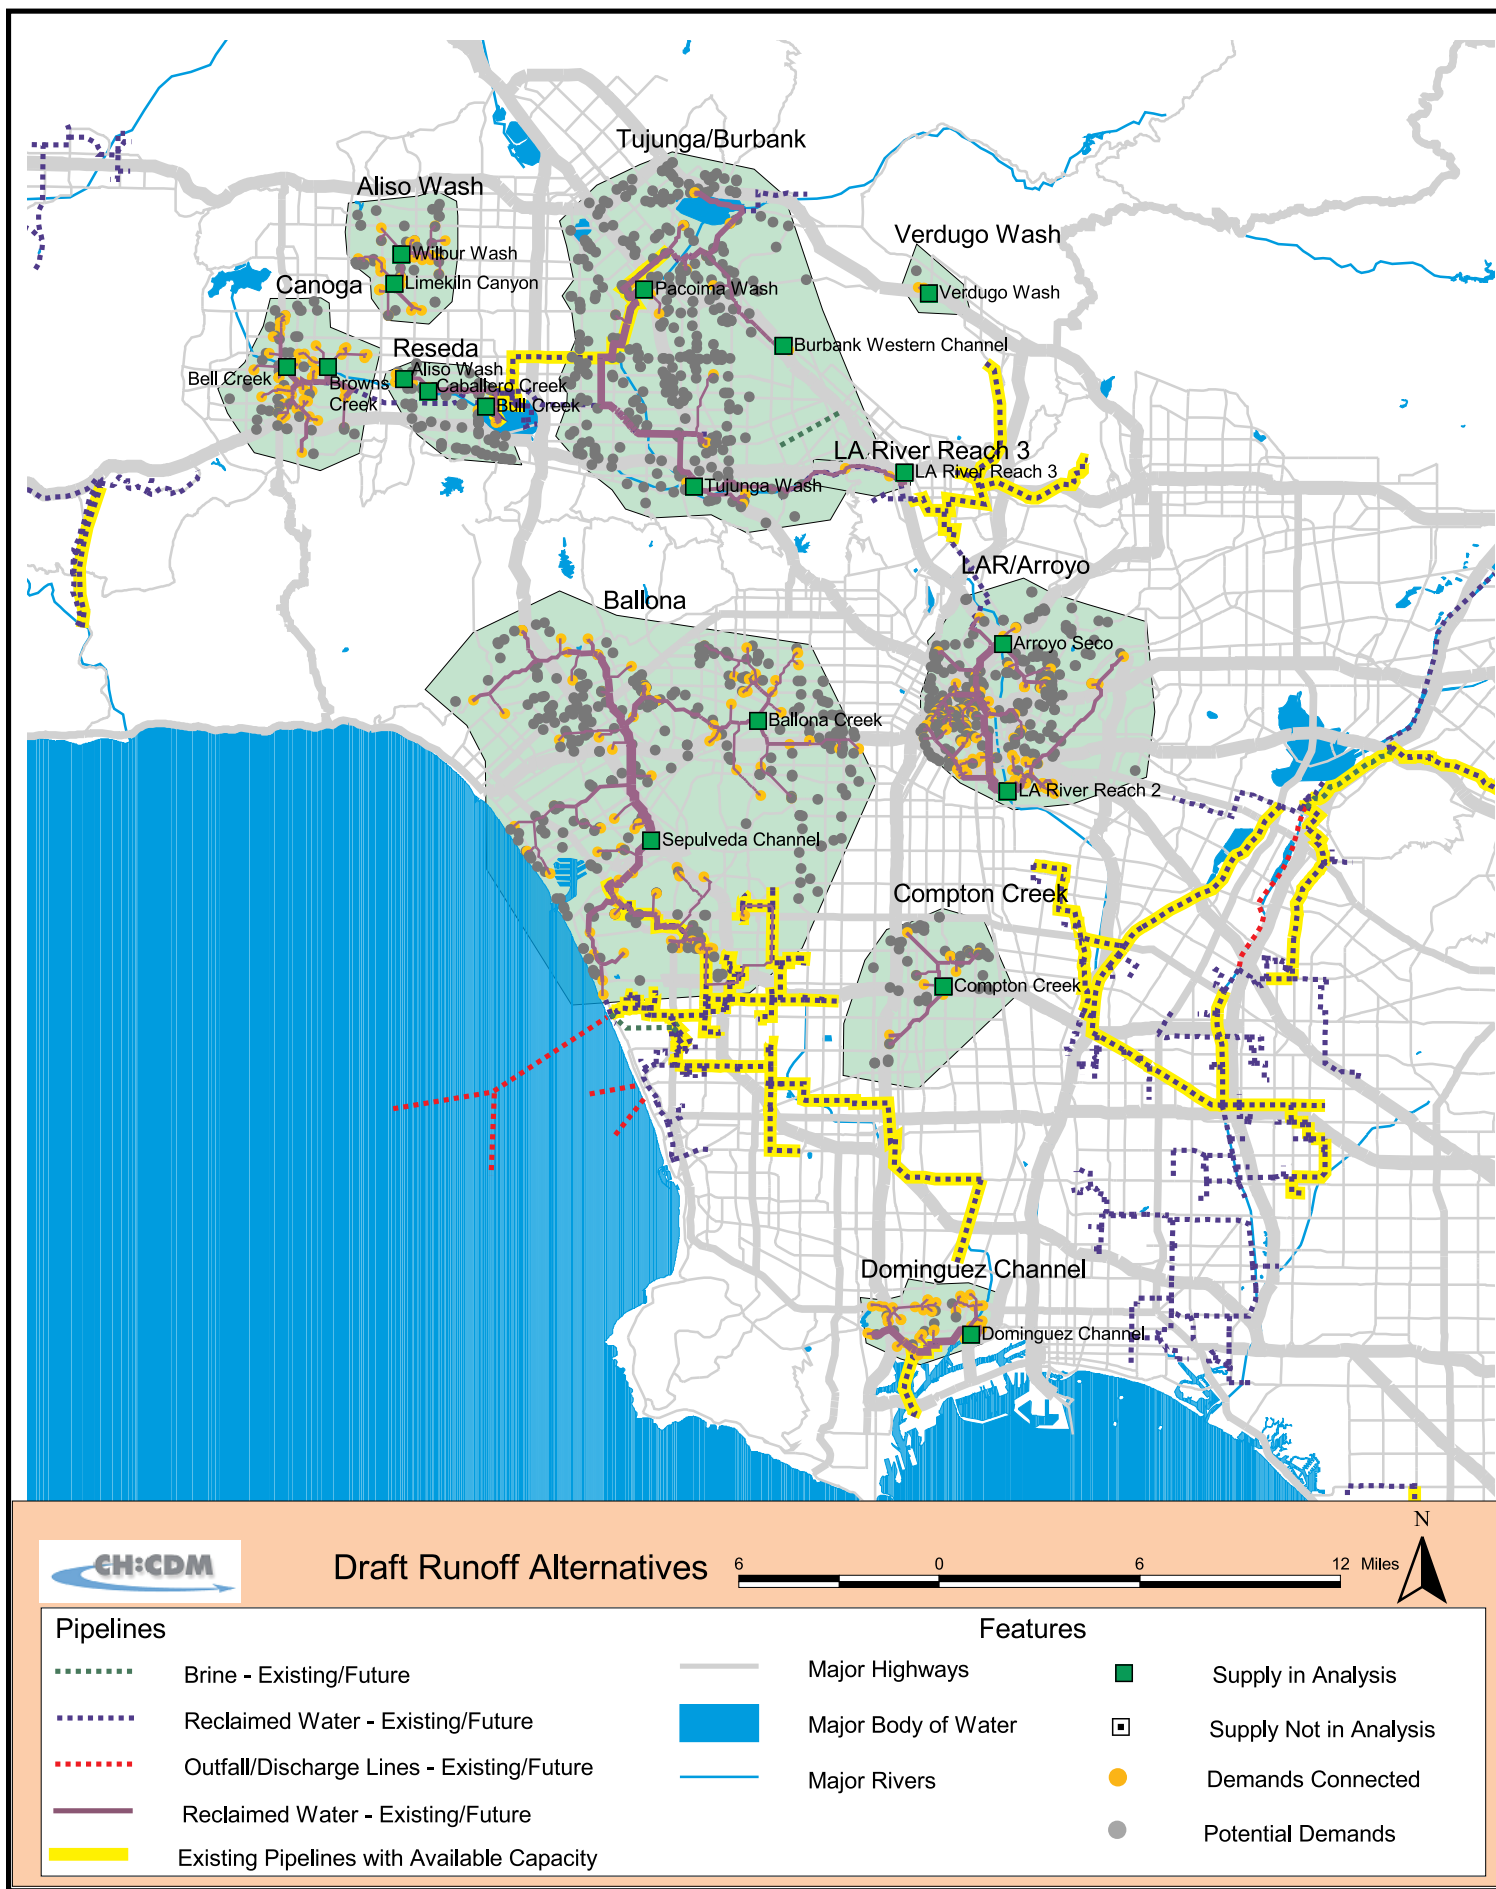 Tujunga/Burbank
Aliso Wash
Wilbur Wash
Limekiln Canyon
Verdugo Wash
Verdugo Wash
Canoga
Pacoima Wash
Burbank Western Channel
Reseda
Bell Creek
Browns
Creek
Aliso Wash
Caballero Creek
Bull Creek
LA River Reach 3
LA River Reach 3
Tujunga Wash
LAR/Arroyo
Ballona
Arroyo Seco
Ballona Creek
LA River Reach 2
Sepulveda Channel
Compton Creek
Compton Creek
Dominguez Channel
Dominguez Channel
CH:CDM
Draft Runoff Alternatives
6 0 6 12 Miles
N
Pipelines
Brine - Existing/Future
Reclaimed Water - Existing/Future
Outfall/Discharge Lines - Existing/Future
Reclaimed Water - Existing/Future
Existing Pipelines with Available Capacity
Features
Major Highways
Major Body of Water
Major Rivers
Supply in Analysis
Supply Not in Analysis
Demands Connected
Potential Demands